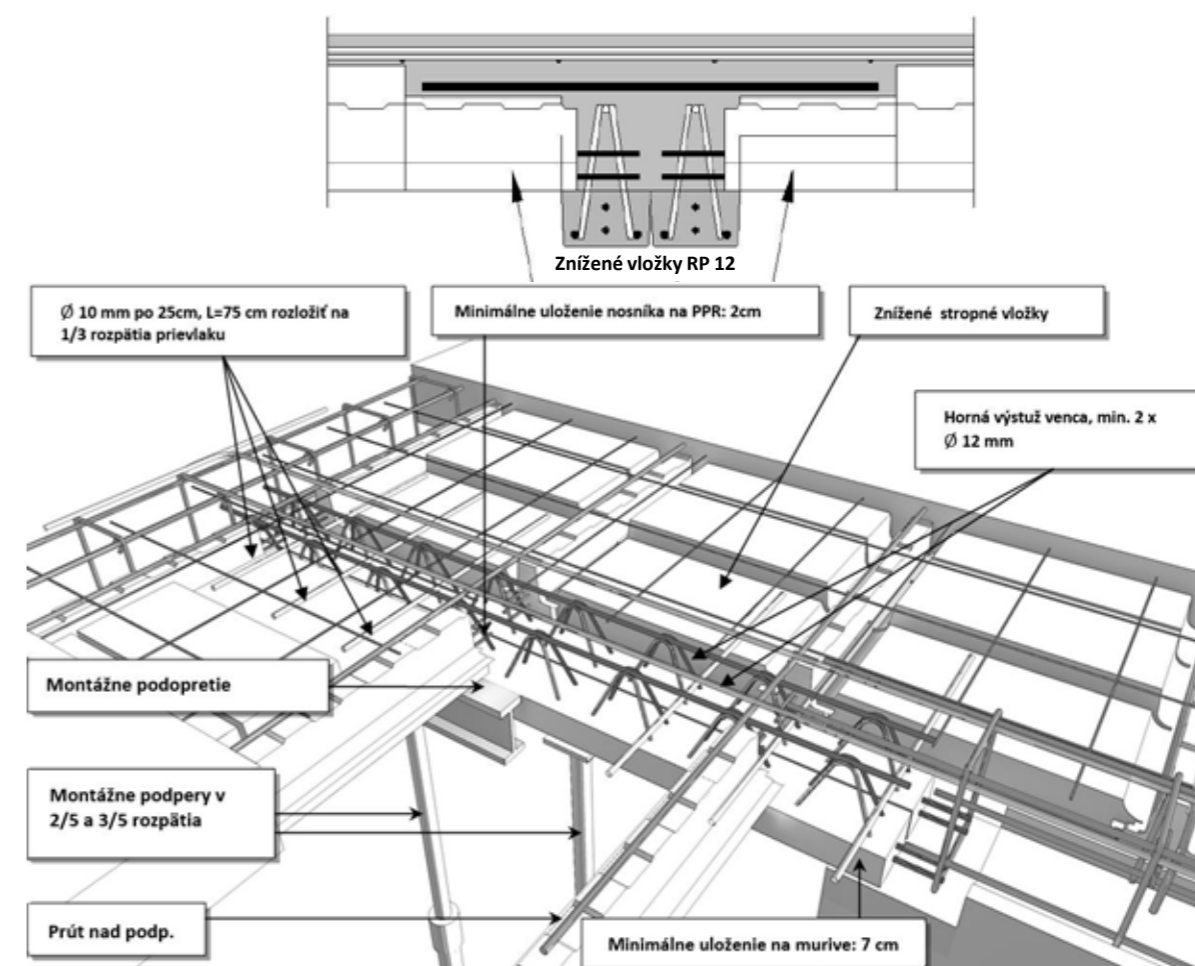 Znížené vložky RP 12
Ø 10 mm po 25cm, L=75 cm rozložiť na
1/3 rozpätia prievlaku
Minimálne uloženie nosníka na PPR: 2cm
Znížené stropné vložky
Horná výstuž venca, min. 2 x
Ø 12 mm
Montážne podopretie
Montážne podpery v
2/5 a 3/5 rozpätia
Prút nad podp.
Minimálne uloženie na murive: 7 cm